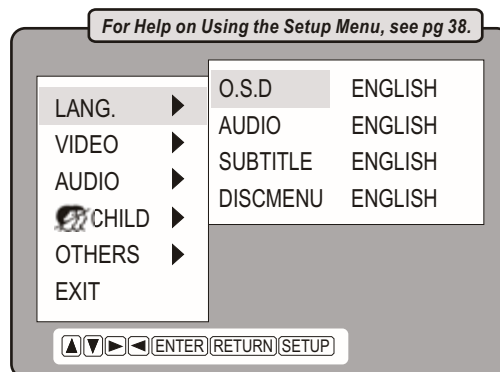 For Help on Using the Setup Menu, see pg 38.
LANG.
VIDEO
AUDIO
CHILD
OTHERS
EXIT
O.S.D ENGLISH
AUDIO ENGLISH
SUBTITLE ENGLISH
DISCMENU ENGLISH
ENTER RETURN SETUP